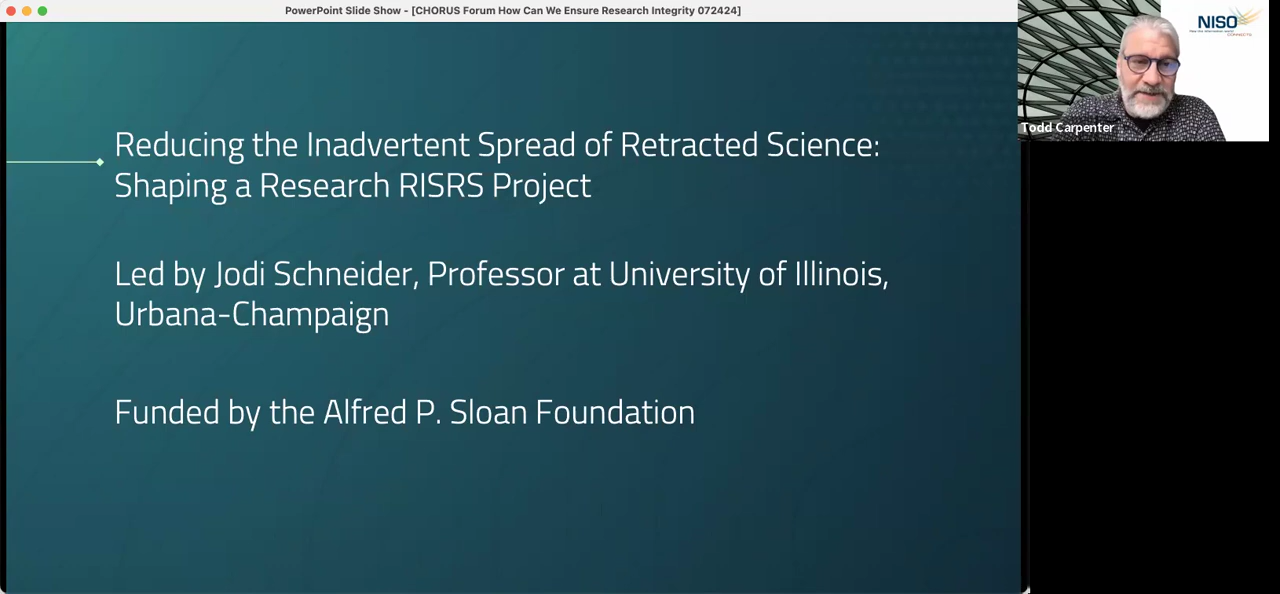 PowerPoint Slide Show - [CHORUS Forum How Can We Ensure Research Integrity 072424]
Reducing the Inadvertent Spread of Retracted Science:
Shaping a Research RISRS Project
Led by Jodi Schneider, Professor at University of Illinois,
Urbana-Champaign
Funded by the Alfred P. Sloan Foundation
NISO
Todd Carpenter